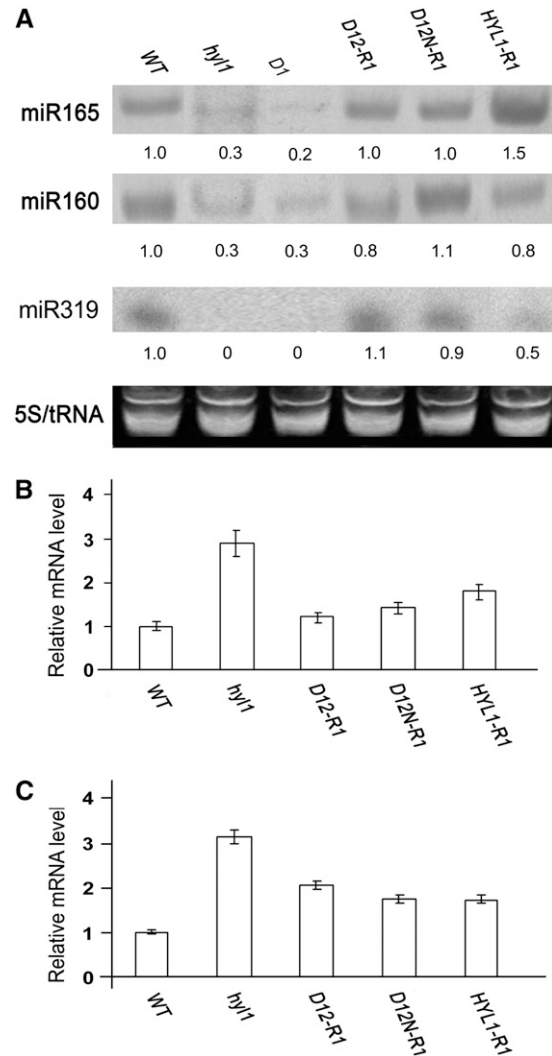 A
WT hyl1 D1 D12-R1 D12N-R1 HYL1-R1
miR165
1.0 0.3 0.2 1.0 1.0 1.5
miR160
1.0 0.3 0.3 0.8 1.1 0.8
miR319
1.0 0 0 1.1 0.9 0.5
5S/tRNA
B
Relative mRNA level
4
3
2
1
0
WT hyl1 D12-R1 D12N-R1 HYL1-R1
C
Relative mRNA level
4
3
2
1
0
WT hyl1 D12-R1 D12N-R1 HYL1-R1